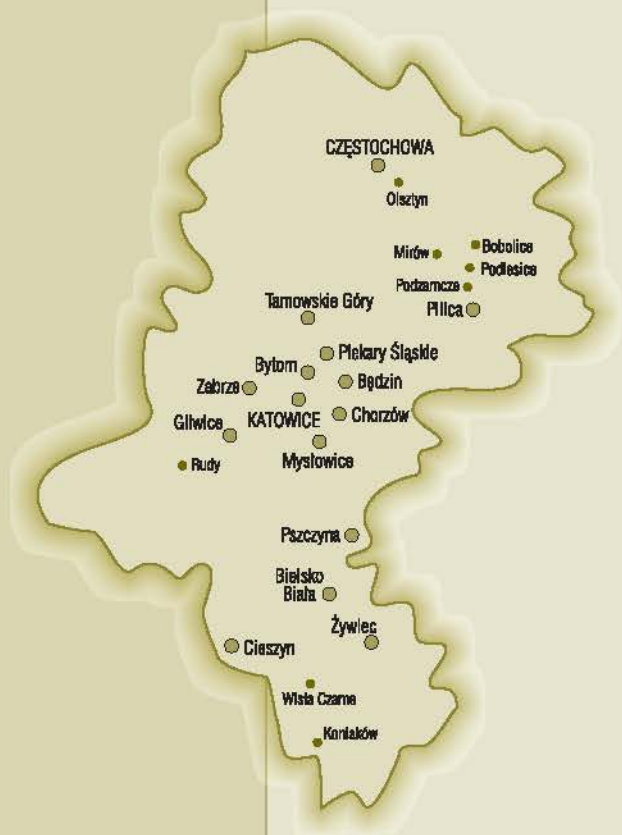 CZĘSTOCHOWA
Olsztyn
Mirów
Bobolice
Podlesice
Podzamcze
Pilica
Tarnowskie Góry
Piekary Śląskie
Bytom
Będzin
Zabrze
KATOWICE
Chorzów
Gliwice
Mysłowice
Rudy
Pszczyna
Bielsko
Biała
Żywiec
Cieszyn
Wisła Czarne
Koniaków